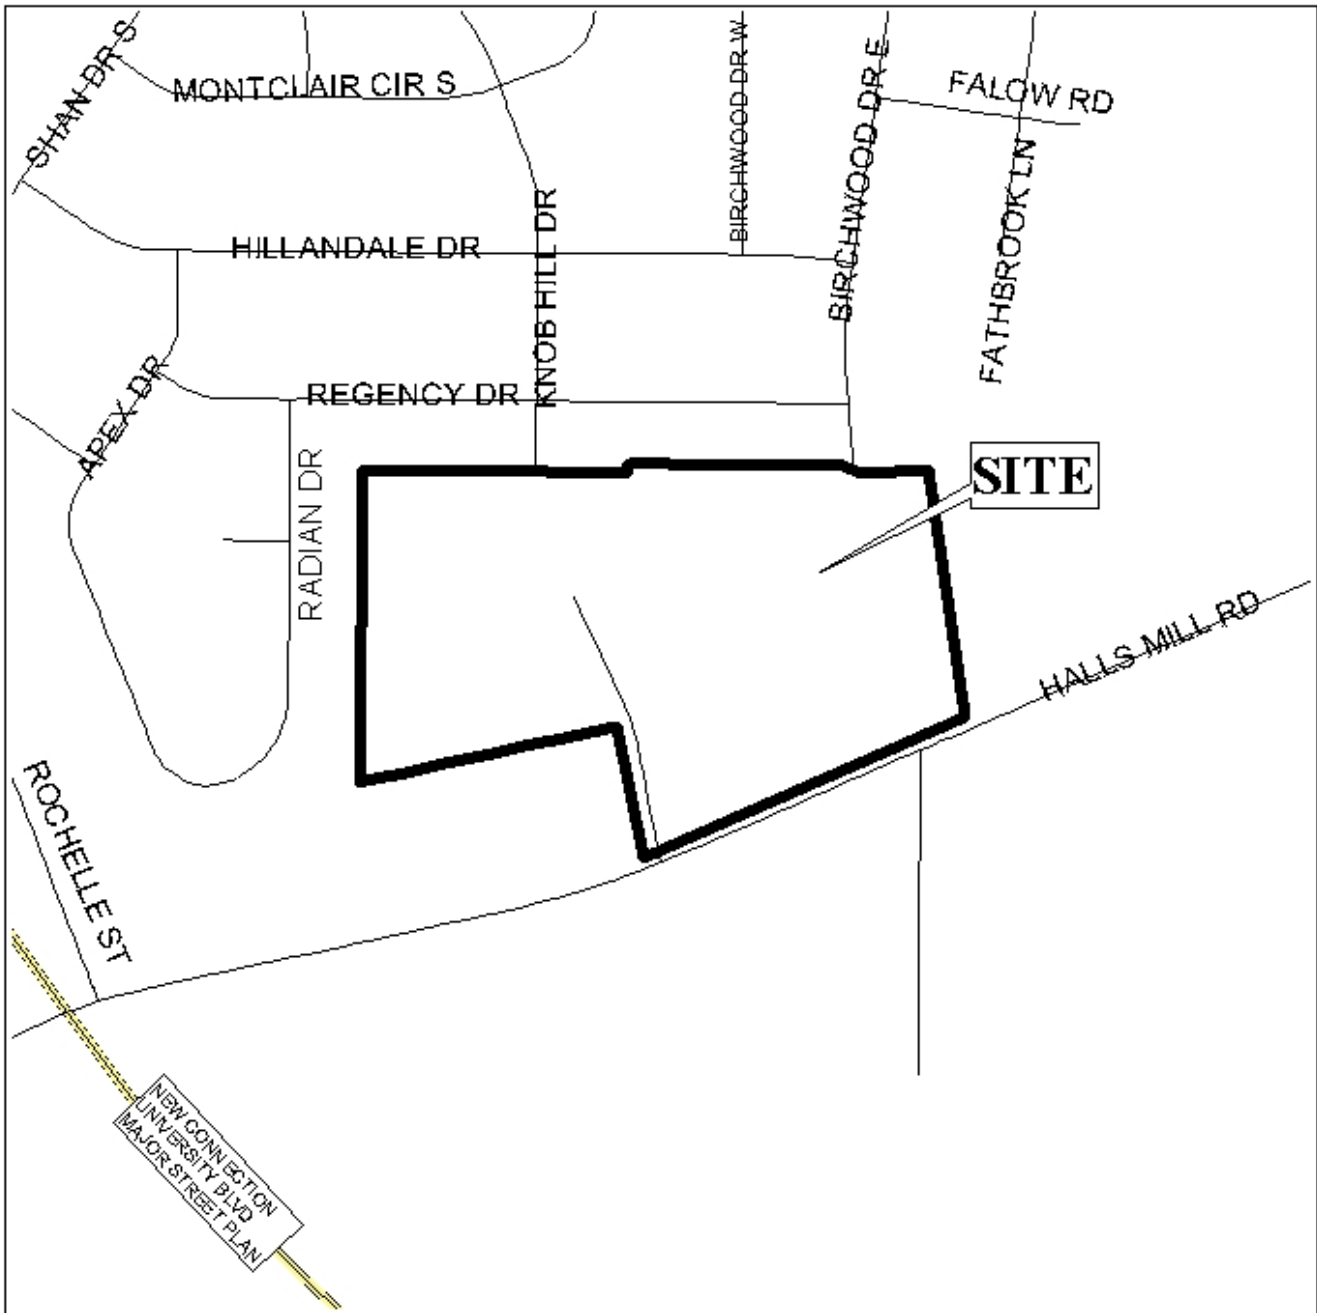 SHAN DR S
MONTCLAIR CIR S
BIRCHWOOD DR W
BIRCHWOOD DR E
FALOW RD
FATHBROOK LN
HILLANDALE DR
KNOB HILL DR
APEX DR
REGENCY DR
RADIAN DR
SITE
HALLS MILL RD
ROCHELLE ST
NEW CONNECTION
UNIVERSITY BLVD
MAJOR STREET PLAN